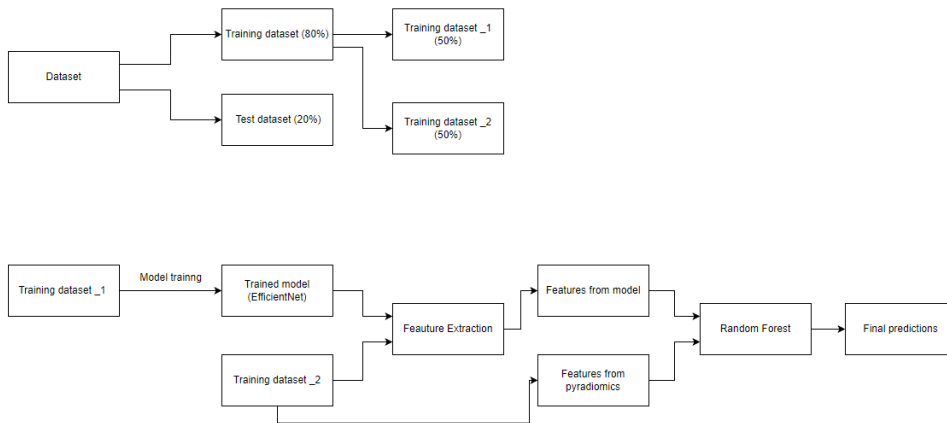 Training dataset (80%)
Training dataset _1
(50%)
Dataset
Test dataset (20%)
Training dataset _2
(50%)
Training dataset _1
Model trainng
Trained model
(EfficientNet)
Features from model
Feauture Extraction
Random Forest
Final predictions
Training dataset _2
Features from
pyradiomics